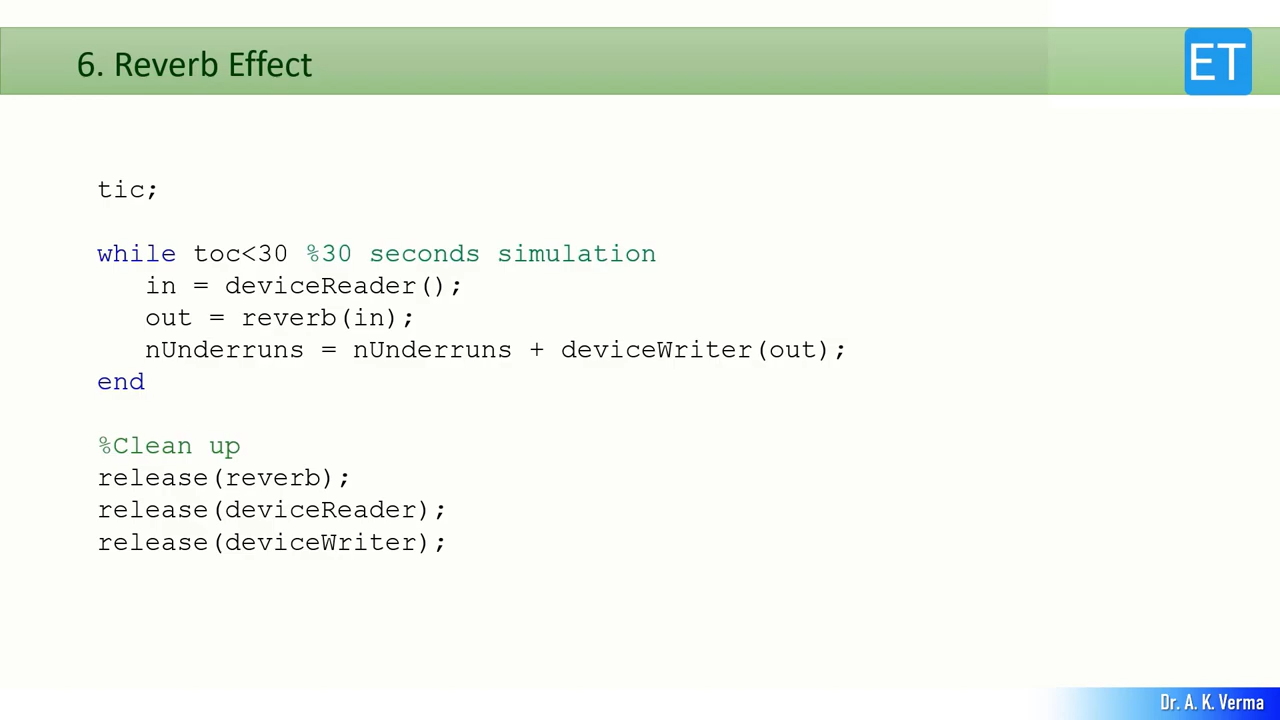 6. Reverb Effect
ET
tic;
while toc<30 %30 seconds simulation
in = deviceReader();
out = reverb(in);
nUnderruns = nUnderruns + deviceWriter(out);
end
%Clean up
release(reverb);
release(deviceReader);
release(deviceWriter);
Dr. A. K. Verma